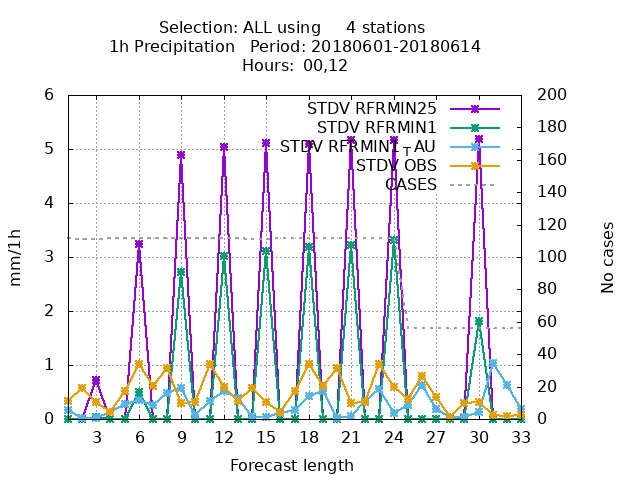 Selection: ALL using     4 stations
1h Precipitation   Period: 20180601-20180614
Hours:  00,12
6 200
STDV RFRMIN25
180
STDV RFRMIN1
5 160
STDV RFRMIN1_TAU
STDV OBS
140
CASES
4
120
3 100
80
2
60
40
1
20
0 0
3 6 9 12 15 18 21 24 27 30 33
mm/1h
No cases
Forecast length